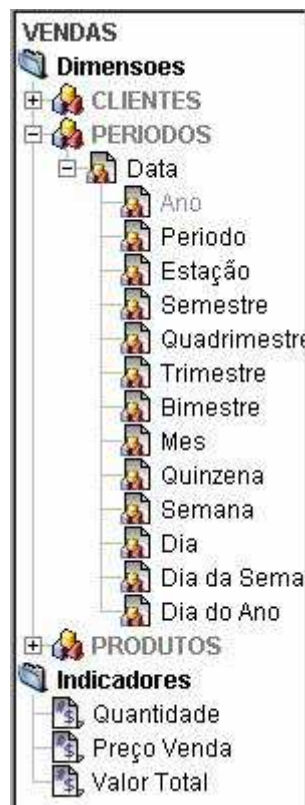 VENDAS
Dimensoes
CLIENTES
PERIODOS
Data
Ano
Periodo
Estação
Semestre
Quadrimestre
Trimestre
Bimestre
Mes
Quinzena
Semana
Dia
Dia da Sema
Dia do Ano
PRODUTOS
Indicadores
Quantidade
Preço Venda
Valor Total